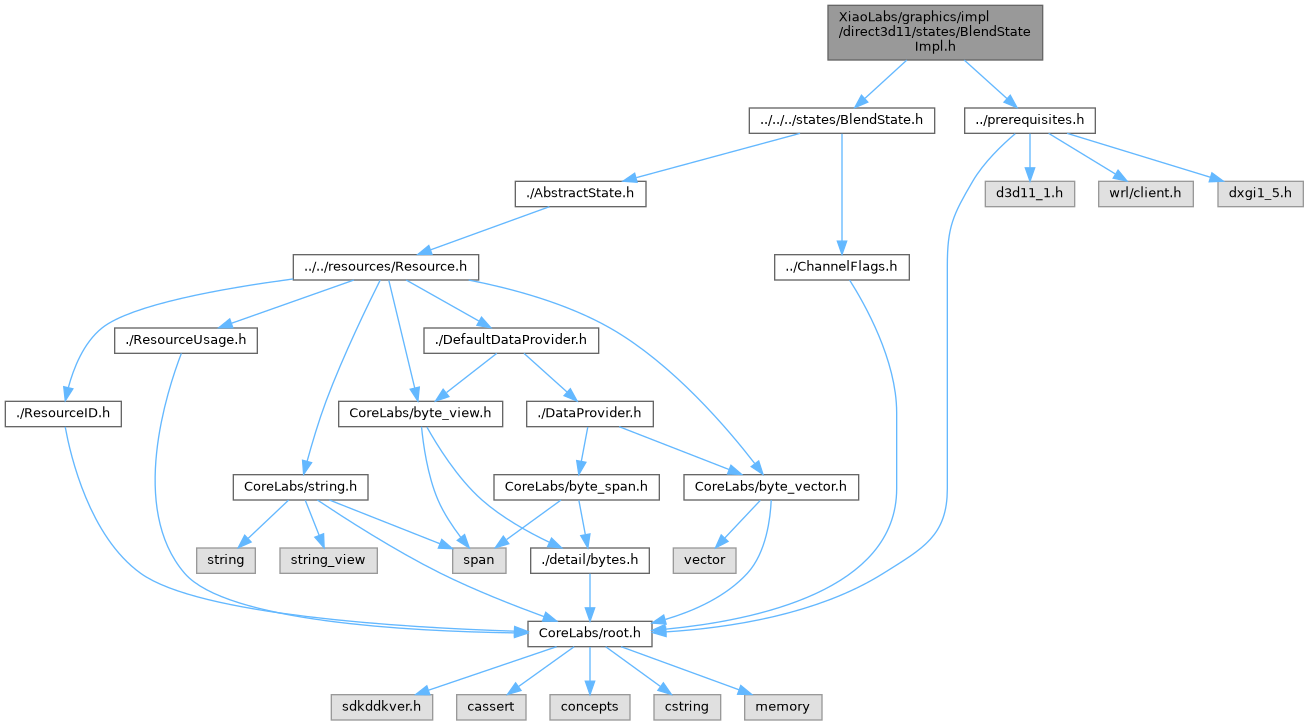 XiaoLabs/graphics/impl
/direct3d11/states/BlendState
Impl.h
../../../states/BlendState.h
../prerequisites.h
./AbstractState.h
d3d11_1.h
wrl/client.h
dxgi1_5.h
../../resources/Resource.h
../ChannelFlags.h
./ResourceUsage.h
./DefaultDataProvider.h
./ResourceID.h
CoreLabs/byte_view.h
./DataProvider.h
CoreLabs/string.h
CoreLabs/byte_span.h
CoreLabs/byte_vector.h
string
string_view
span
./detail/bytes.h
vector
CoreLabs/root.h
sdkddkver.h
cassert
concepts
cstring
memory